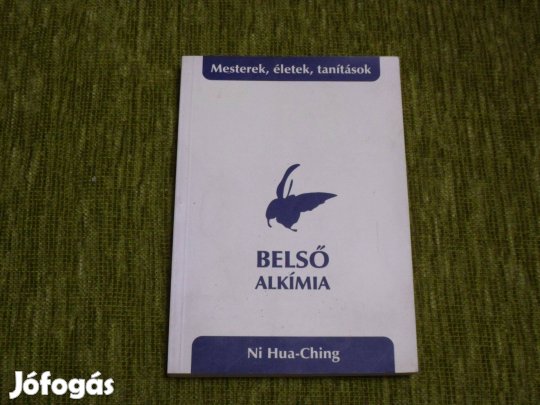 Mesterek, életek, tanítások
BELSŐ
ALKÍMIA
Ni Hua-Ching
Jófogás